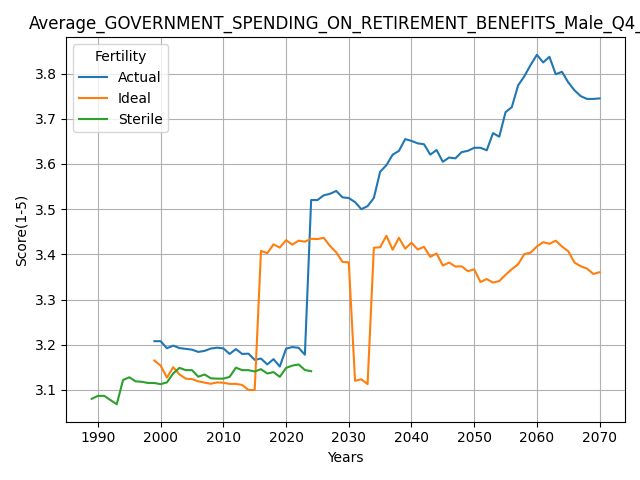 Average_GOVERNMENT_SPENDING_ON_RETIREMENT_BENEFITS_Male_Q4_
Fertility
Actual
Ideal
Sterile
Score(1-5)
3.8
3.7
3.6
3.5
3.4
3.3
3.2
3.1
1990 2000 2010 2020 2030 2040 2050 2060 2070
Years